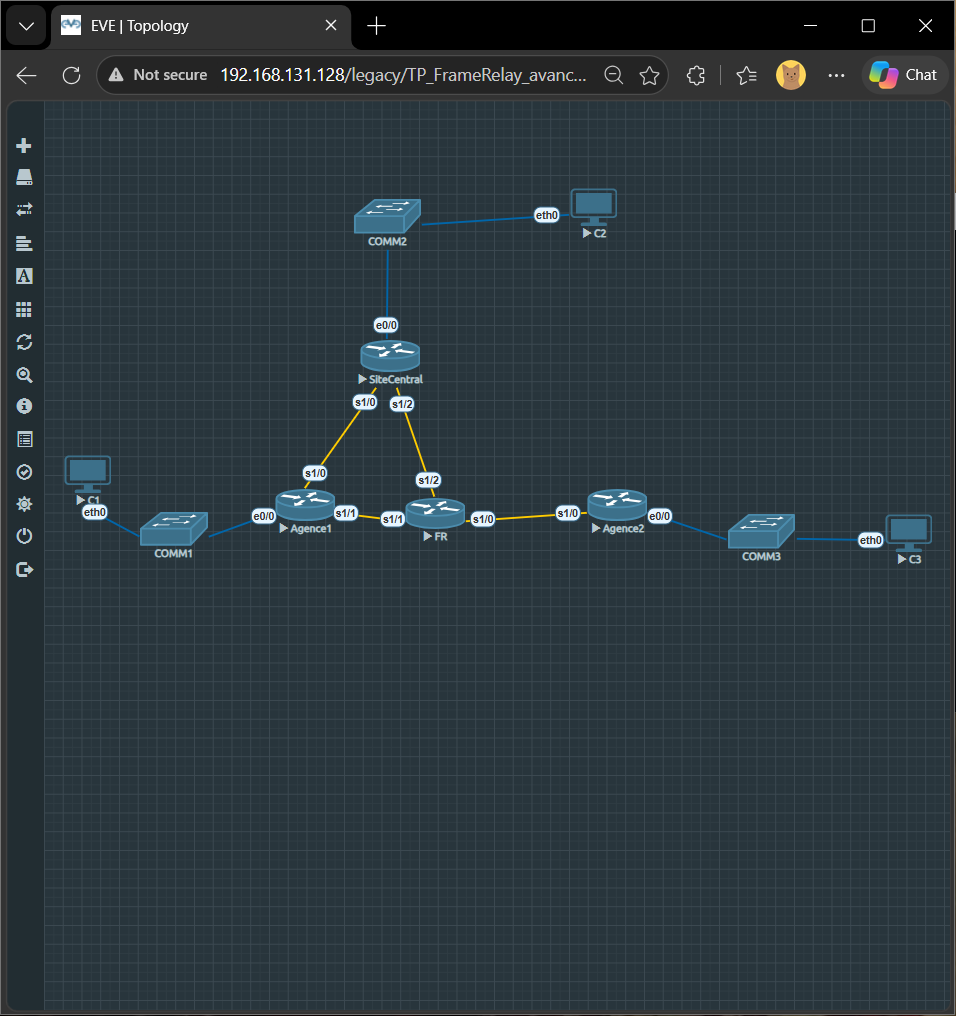 EVE | Topology
Not secure 192.168.131.128/legacy/TP_FrameRelay_avanc...
Chat
A
eth0
C2
COMM2
e0/0
SiteCentral
s1/0
s1/2
s1/0
s1/2
C1
eth0
COMM1
e0/0
Agence1
s1/1
s1/1
FR
s1/0
s1/0
Agence2
e0/0
COMM3
eth0
C3